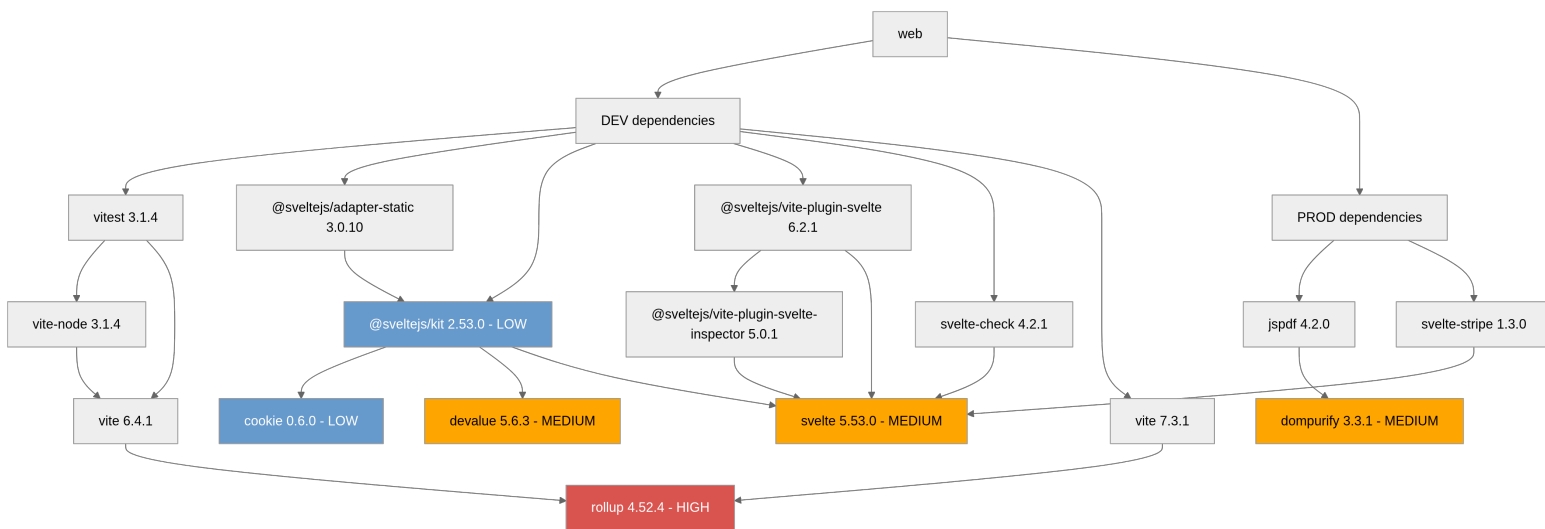 web
DEV dependencies
vitest 3.1.4
@sveltejs/adapter-static
3.0.10
@sveltejs/vite-plugin-svelte
6.2.1
PROD dependencies
vite-node 3.1.4
@sveltejs/kit 2.53.0 - LOW
@sveltejs/vite-plugin-svelte-
inspector 5.0.1
svelte-check 4.2.1
jspdf 4.2.0
svelte-stripe 1.3.0
vite 6.4.1
cookie 0.6.0 - LOW
devalue 5.6.3 - MEDIUM
svelte 5.53.0 - MEDIUM
vite 7.3.1
dompurify 3.3.1 - MEDIUM
rollup 4.52.4 - HIGH